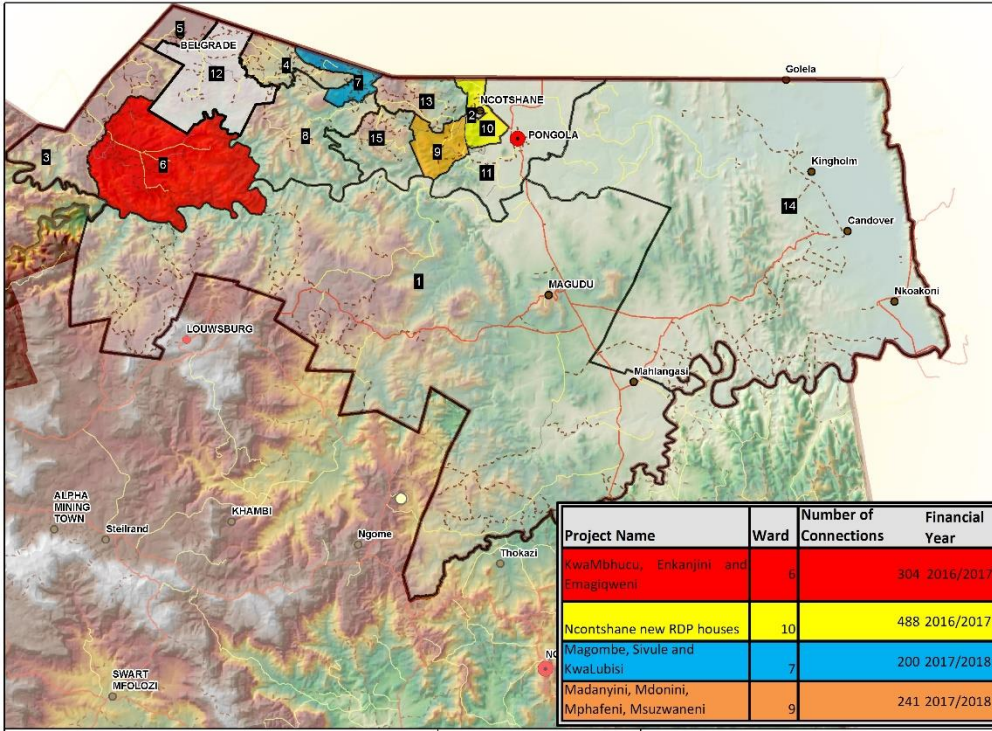 5
BELGRADE
4
12
7
Golela
13
NCOTSHANE
2
10
PONGOLA
8
15
9
3
6
11
Kingholm
14
Candover
1
MAGUDU
Nkoakoni
LOUWSBURG
Mahlangasi
ALPHA
MINING
TOWN
Steilrand
KHAMBI
Ngome
Thokazi
SWART
MFOLOZI
Project Name Ward Number of Connections Financial Year
KwaMbhucu, Enkanjini and
Emagiqweni 6 304 2016/2017
Ncontshane new RDP houses 10 488 2016/2017
Magombe, Sivule and
KwaLubisi 7 200 2017/2018
Madanyini, Mdonini,
Mphafeni, Msuzwaneni 9 241 2017/2018